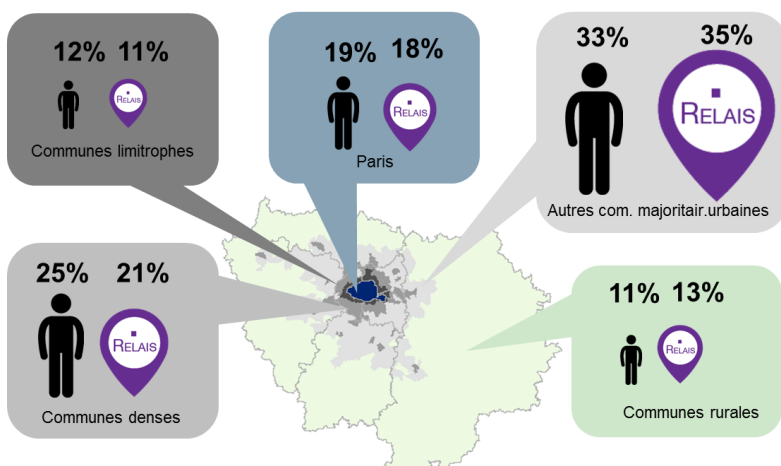 12% 11%
RELAIS
Communes limitrophes
19% 18%
RELAIS
Paris
33% 35%
RELAIS
Autres com. majoritair.urbaines
25% 21%
RELAIS
Communes denses
11% 13%
RELAIS
Communes rurales